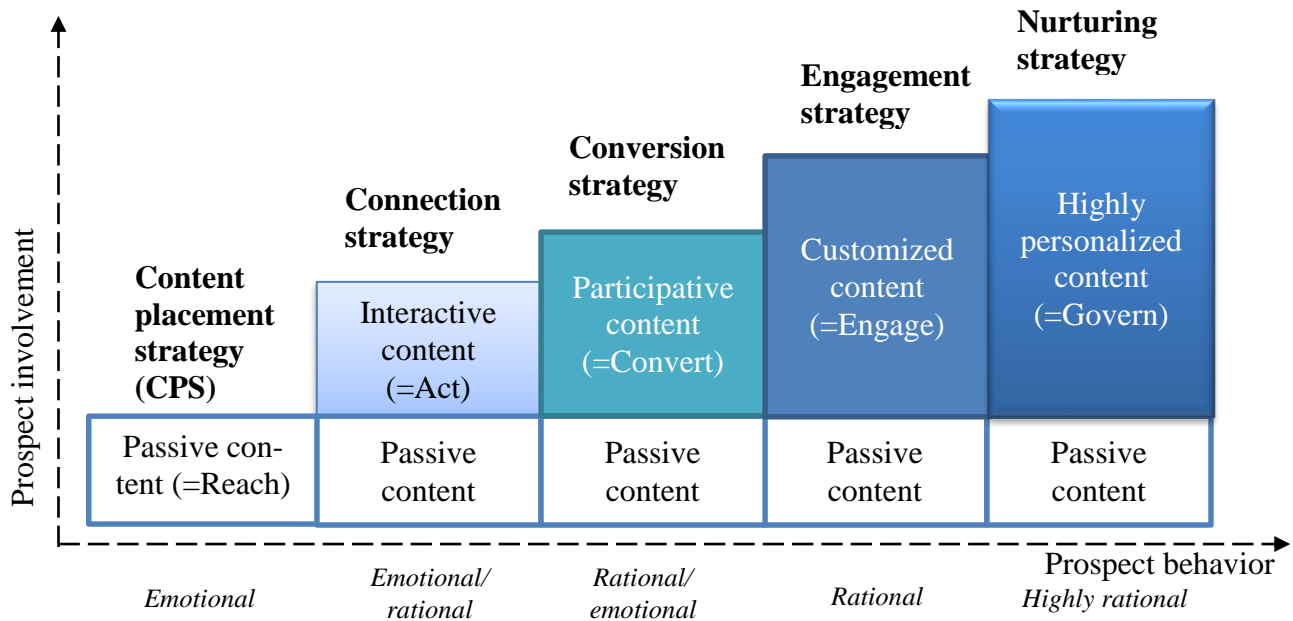 Nurturing
strategy
Engagement
strategy
Conversion
strategy
Connection
strategy
Content
placement
strategy
(CPS)
Prospect involvement
Highly
personalized
content
(=Govern)
Customized
content
(=Engage)
Participative
content
(=Convert)
Interactive
content
(=Act)
Passive con-
tent (=Reach)
Passive
content
Passive
content
Passive
content
Passive
content
Prospect behavior
Emotional
Emotional/
rational
Rational/
emotional
Rational
Highly rational